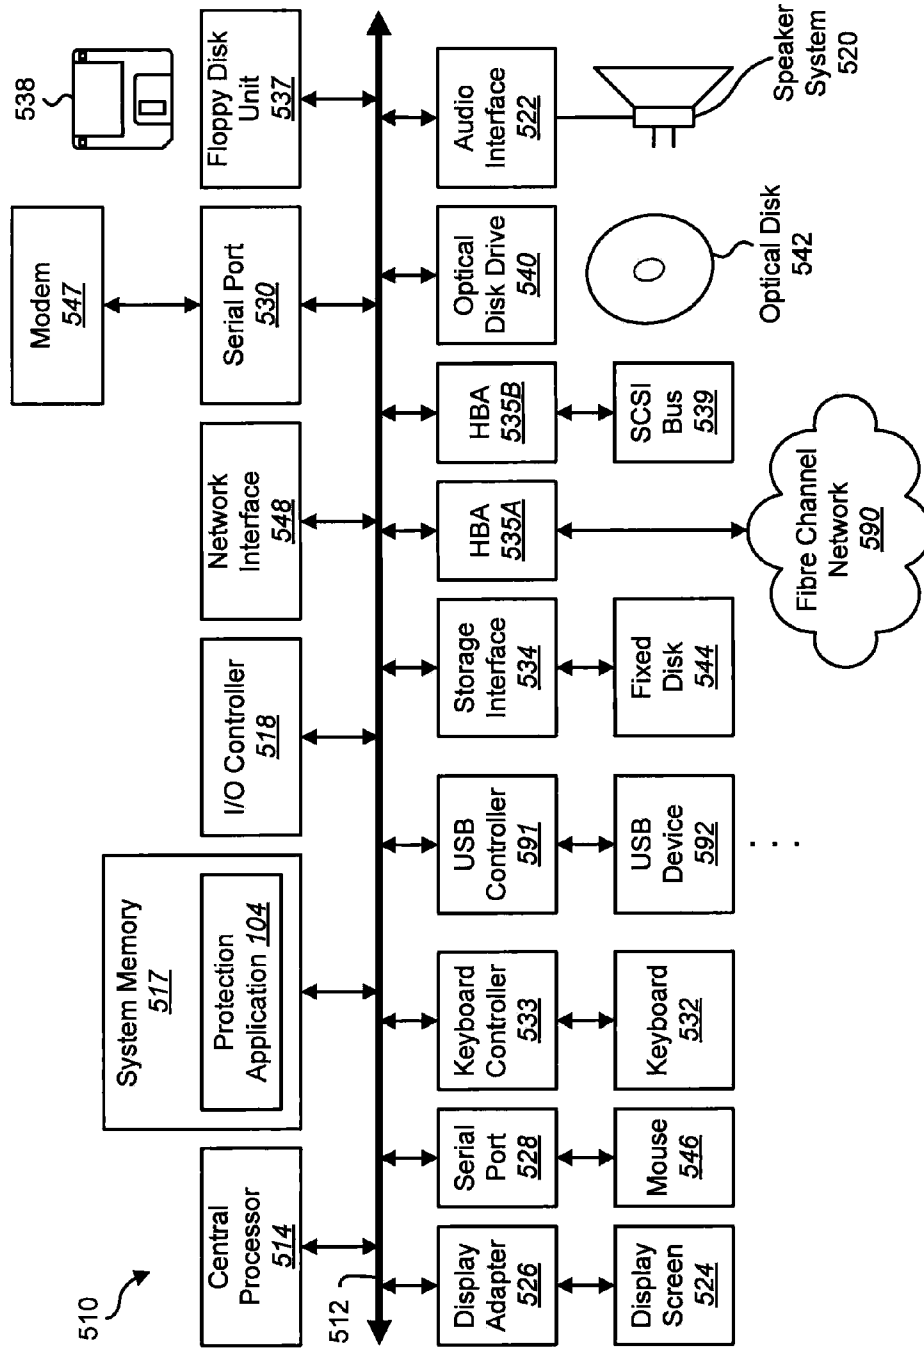 510
538
Modem
547
Central
Processor
514
System Memory
517
Protection
Application 104
I/O Controller
518
Network
Interface
548
Serial Port
530
Floppy Disk
Unit
537
512
Display
Adapter
526
Serial
Port
528
Keyboard
Controller
533
USB
Controller
591
Storage
Interface
534
HBA
535A
HBA
535B
Optical
Disk Drive
540
Audio
Interface
522
Display
Screen
524
Mouse
546
Keyboard
532
USB
Device
592
. . .
Fixed
Disk
544
SCSI
Bus
539
Fibre Channel
Network
590
Optical Disk
542
Speaker
System
520